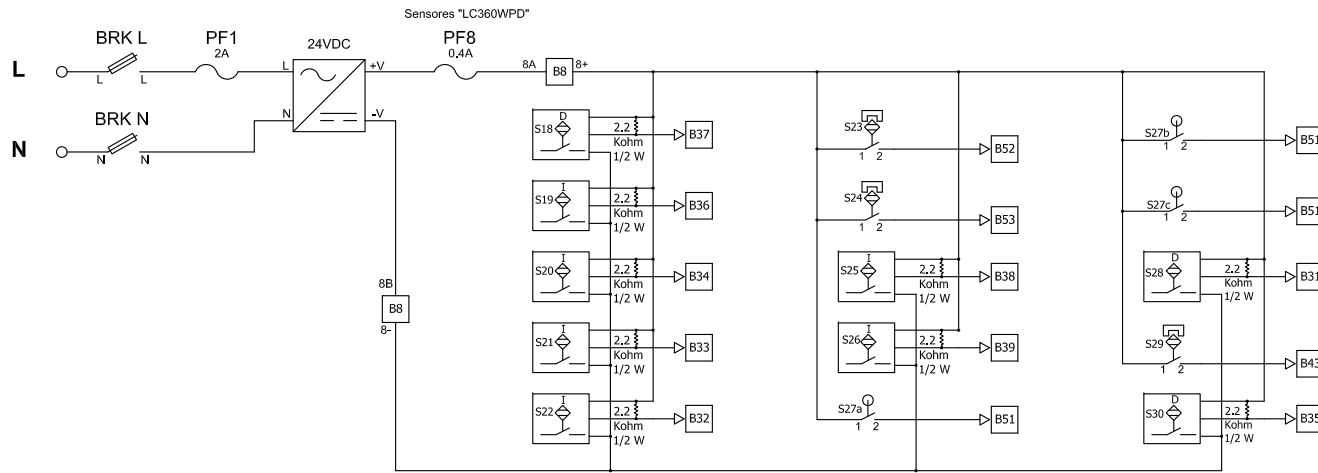 Sensores "LC360WPD"
BRK L
PF1
2A
24VDC
PF8
0.4A
L
L
L
L
+V
8A
B8
8+
N
BRK N
N
N
N
-V
S18
D
2.2
Kohm
1/2 W
B37
S19
I
2.2
Kohm
1/2 W
B36
S20
I
2.2
Kohm
1/2 W
B34
S21
I
2.2
Kohm
1/2 W
B33
S22
I
2.2
Kohm
1/2 W
B32
8B
B8
8-
S23
1 2
B52
S24
1 2
B53
S25
I
2.2
Kohm
1/2 W
B38
S26
I
2.2
Kohm
1/2 W
B39
S27a
1 2
B51
S27b
1 2
B51
S27c
1 2
B51
S28
D
2.2
Kohm
1/2 W
B31
S29
1 2
B43
S30
D
2.2
Kohm
1/2 W
B35